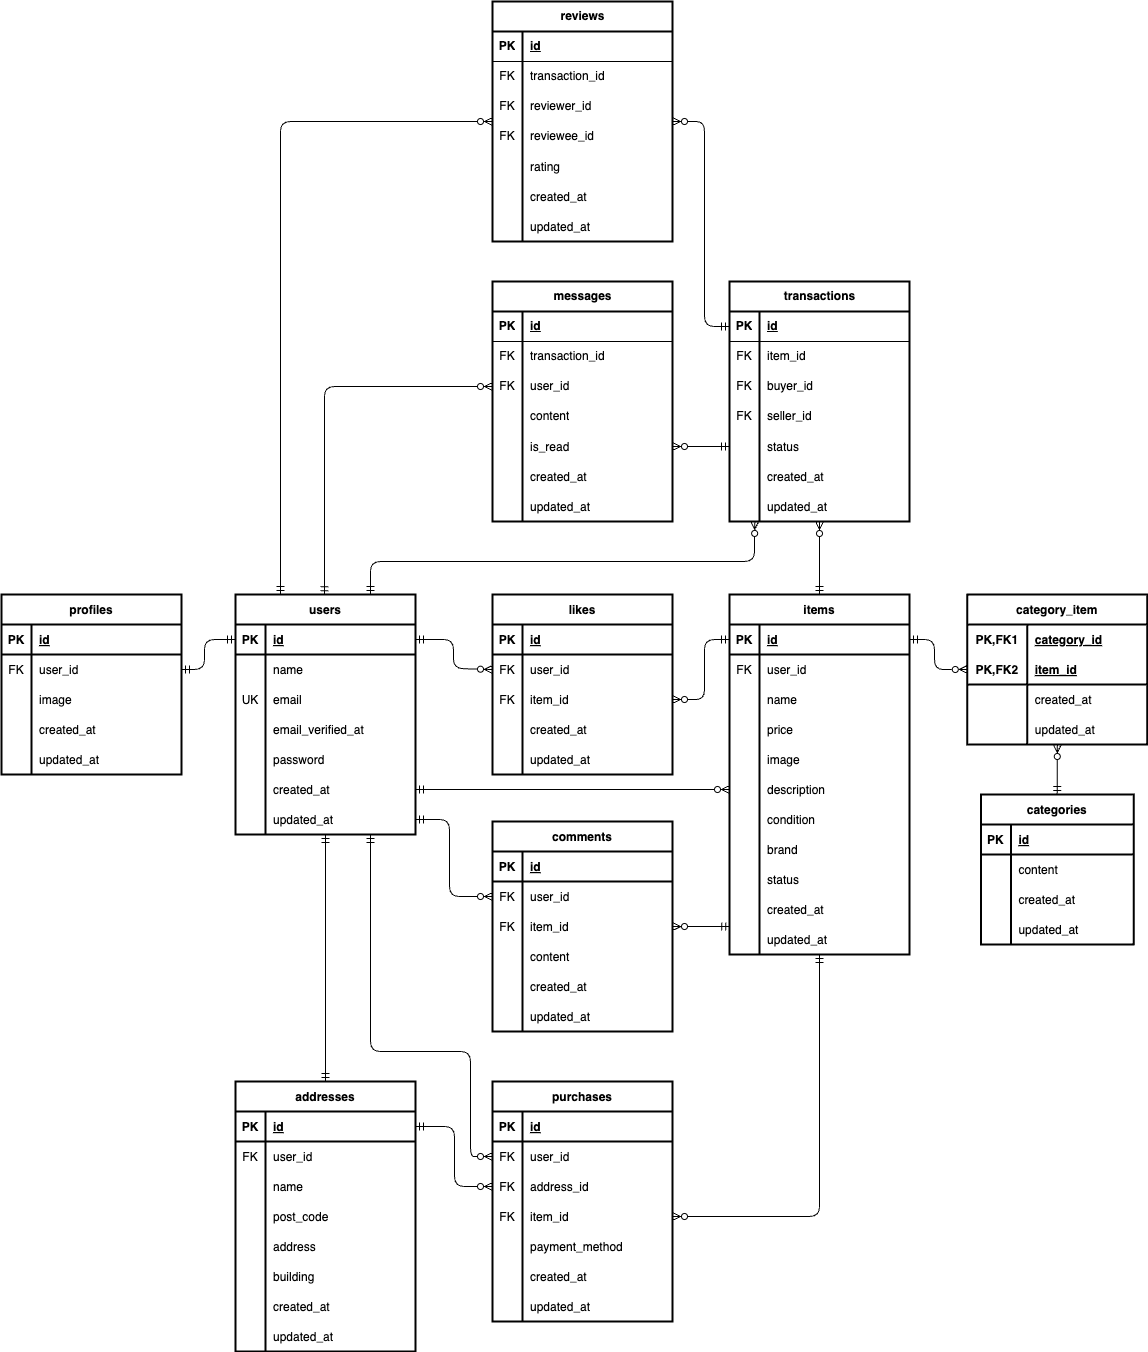 reviews
PK id
FK transaction_id
FK reviewer_id
FK reviewee_id
rating
created_at
updated_at
messages
PK id
FK transaction_id
FK user_id
content
is_read
created_at
updated_at
transactions
PK id
FK item_id
FK buyer_id
FK seller_id
status
created_at
updated_at
profiles
PK id
FK user_id
image
created_at
updated_at
users
PK id
name
UK email
email_verified_at
password
created_at
updated_at
likes
PK id
FK user_id
FK item_id
created_at
updated_at
items
PK id
FK user_id
name
price
image
description
condition
brand
status
created_at
updated_at
category_item
PK,FK1 category_id
PK,FK2 item_id
created_at
updated_at
categories
PK id
content
created_at
updated_at
comments
PK id
FK user_id
FK item_id
content
created_at
updated_at
addresses
PK id
FK user_id
name
post_code
address
building
created_at
updated_at
purchases
PK id
FK user_id
FK address_id
FK item_id
payment_method
created_at
updated_at